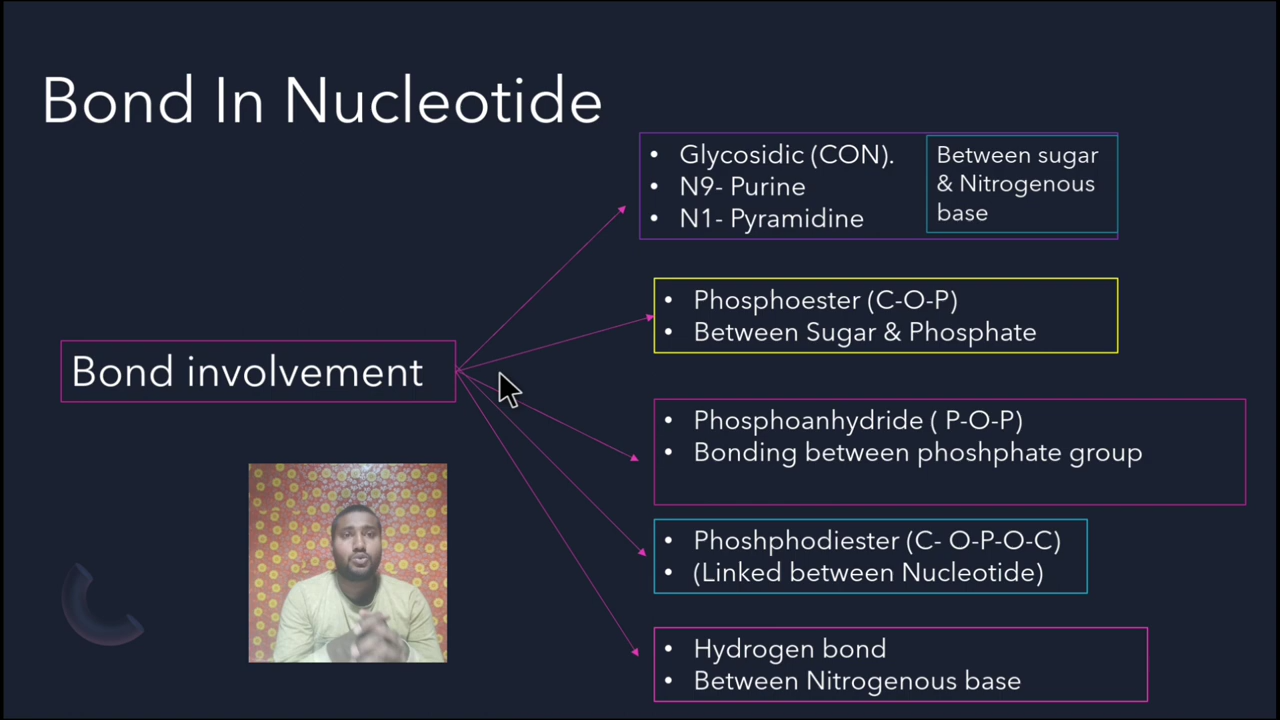 Bond In Nucleotide
• Glycosidic (CON).
• N9- Purine
• N1- Pyramidine
Between sugar
& Nitrogenous
base
• Phosphoester (C-O-P)
• Between Sugar & Phosphate
Bond involvement
• Phosphoanhydride ( P-O-P)
• Bonding between phoshphate group
• Phoshphodiester (C- O-P-O-C)
• (Linked between Nucleotide)
• Hydrogen bond
• Between Nitrogenous base